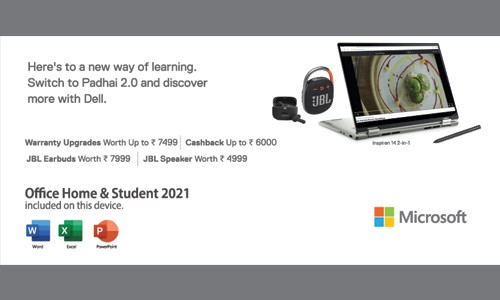 Here's to a new way of learning.
Switch to Padhai 2.0 and discover
more with Dell.
JBL
Inspiron 14 2-in-1
Warranty Upgrades Worth Up to ₹ 7499 | Cashback Up to ₹ 6000
JBL Earbuds Worth ₹ 7999 | JBL Speaker Worth ₹ 4999
Office Home & Student 2021
included on this device.
W X P
Word Excel PowerPoint
Microsoft